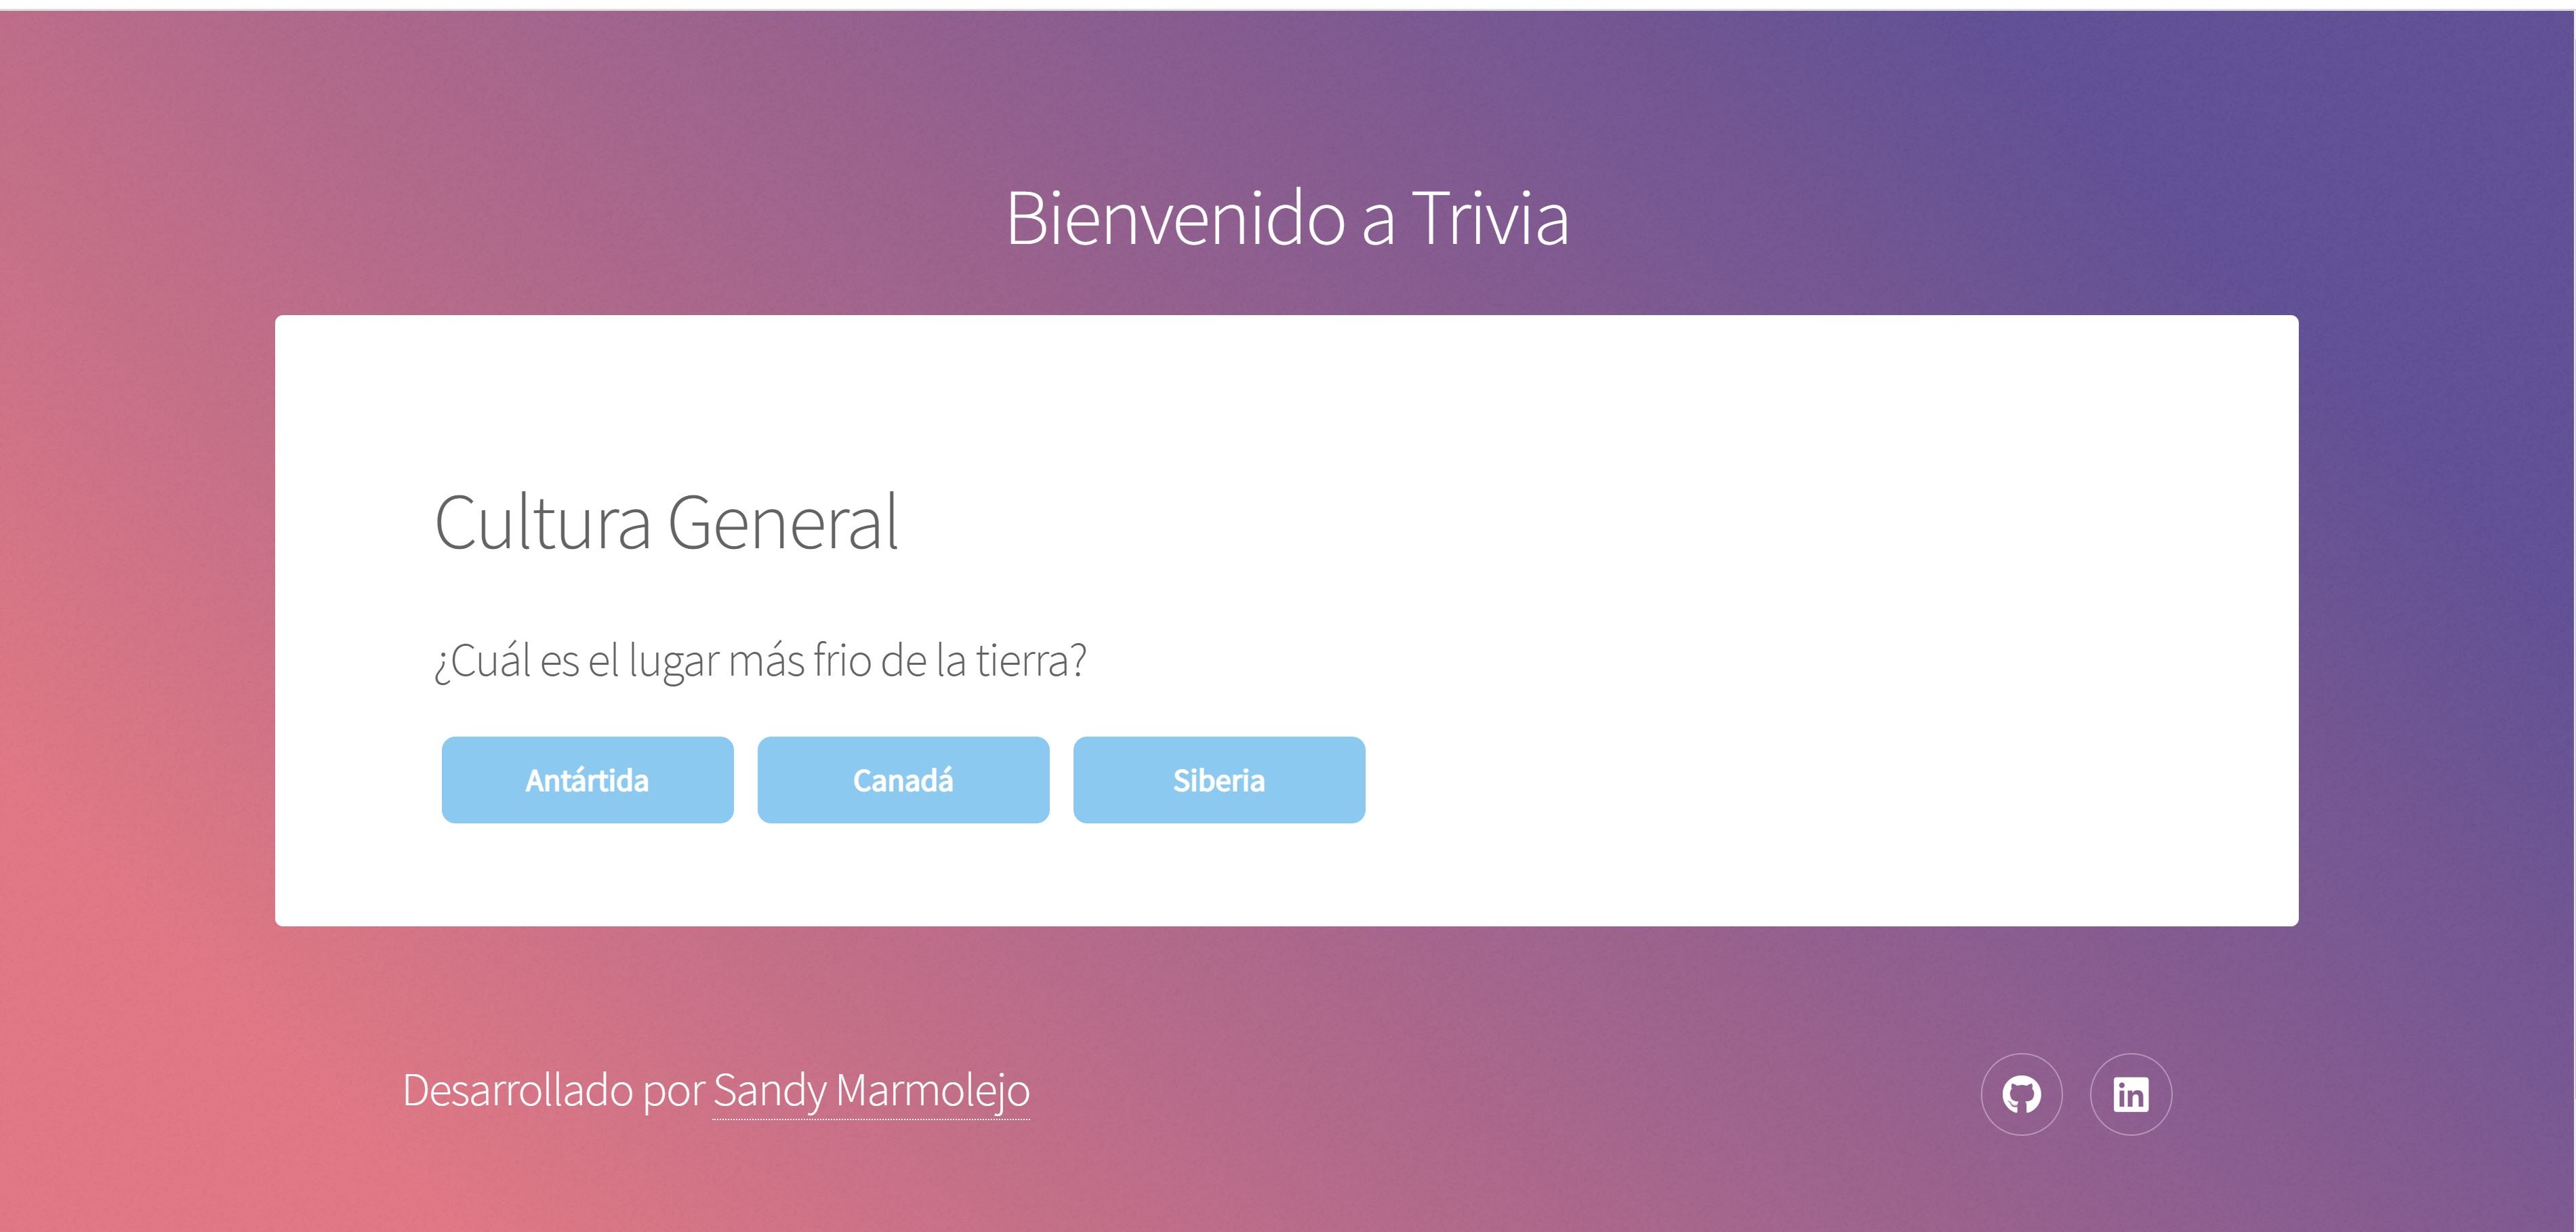 Bienvenido a Trivia
Cultura General
¿Cuál es el lugar más frio de la tierra?
Antártida
Canadá
Siberia
Desarrollado por Sandy Marmolejo
in